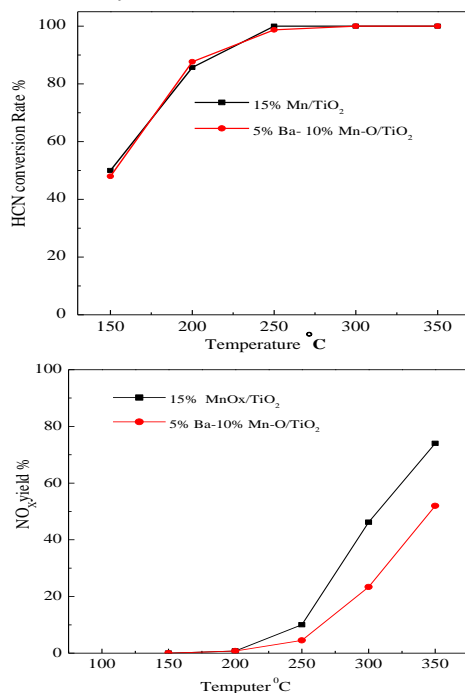 100
80
60
40
20
0
HCN conversion Rate %
15% Mn/TiO₂
5% Ba- 10% Mn-O/TiO₂
150 200 250 300 350
Temperature °C
100
80
60
40
20
0
NOₓyield %
15% MnOx/TiO₂
5% Ba-10% Mn-O/TiO₂
100 150 200 250 300 350
Temputer °C